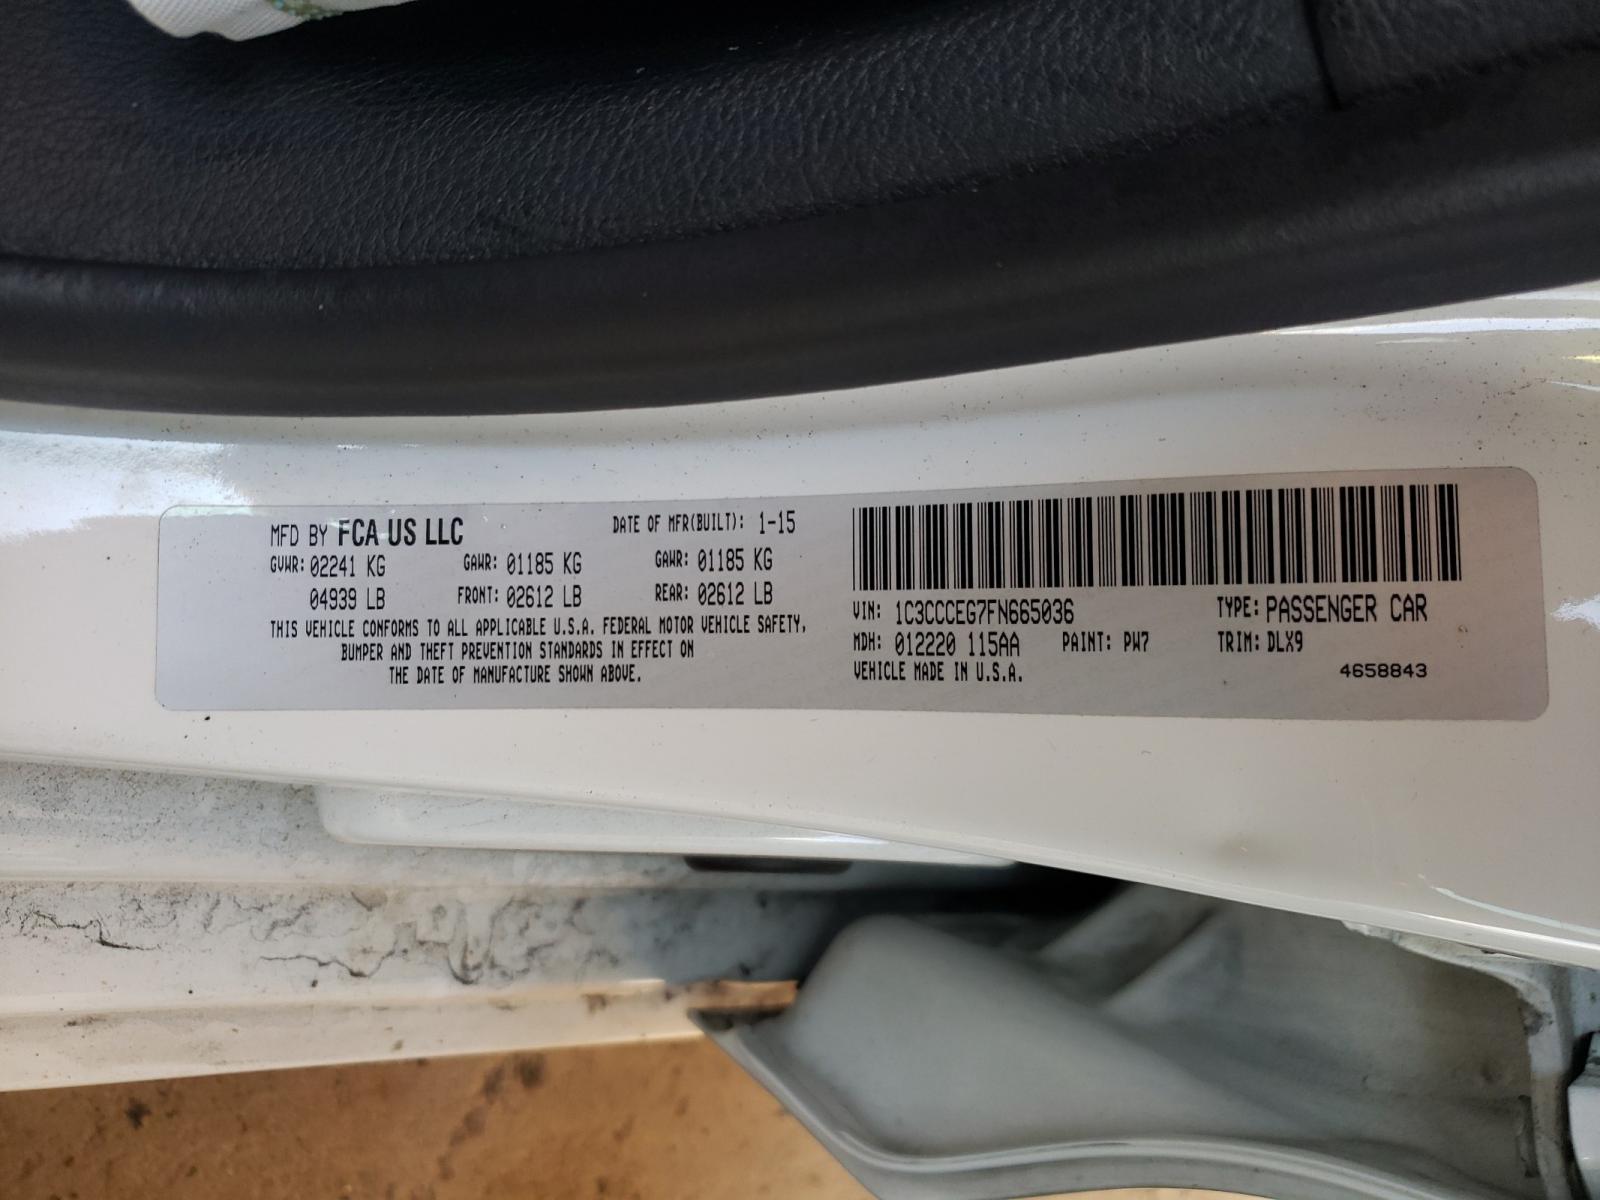 MFD BY FCA US LLC DATE OF MFR(BUILT): 1-15
GVWR: 02241 KG GAWR: 01185 KG GAWR: 01185 KG
04939 LB FRONT: 02612 LB REAR: 02612 LB
THIS VEHICLE CONFORMS TO ALL APPLICABLE U.S.A. FEDERAL MOTOR VEHICLE SAFETY,
BUMPER AND THEFT PREVENTION STANDARDS IN EFFECT ON
THE DATE OF MANUFACTURE SHOWN ABOVE.
VIN: 1C3CCCEG7FN665036 TYPE: PASSENGER CAR
MDH: 012220 115AA PAINT: PW7 TRIM: DLX9
VEHICLE MADE IN U.S.A. 4658843